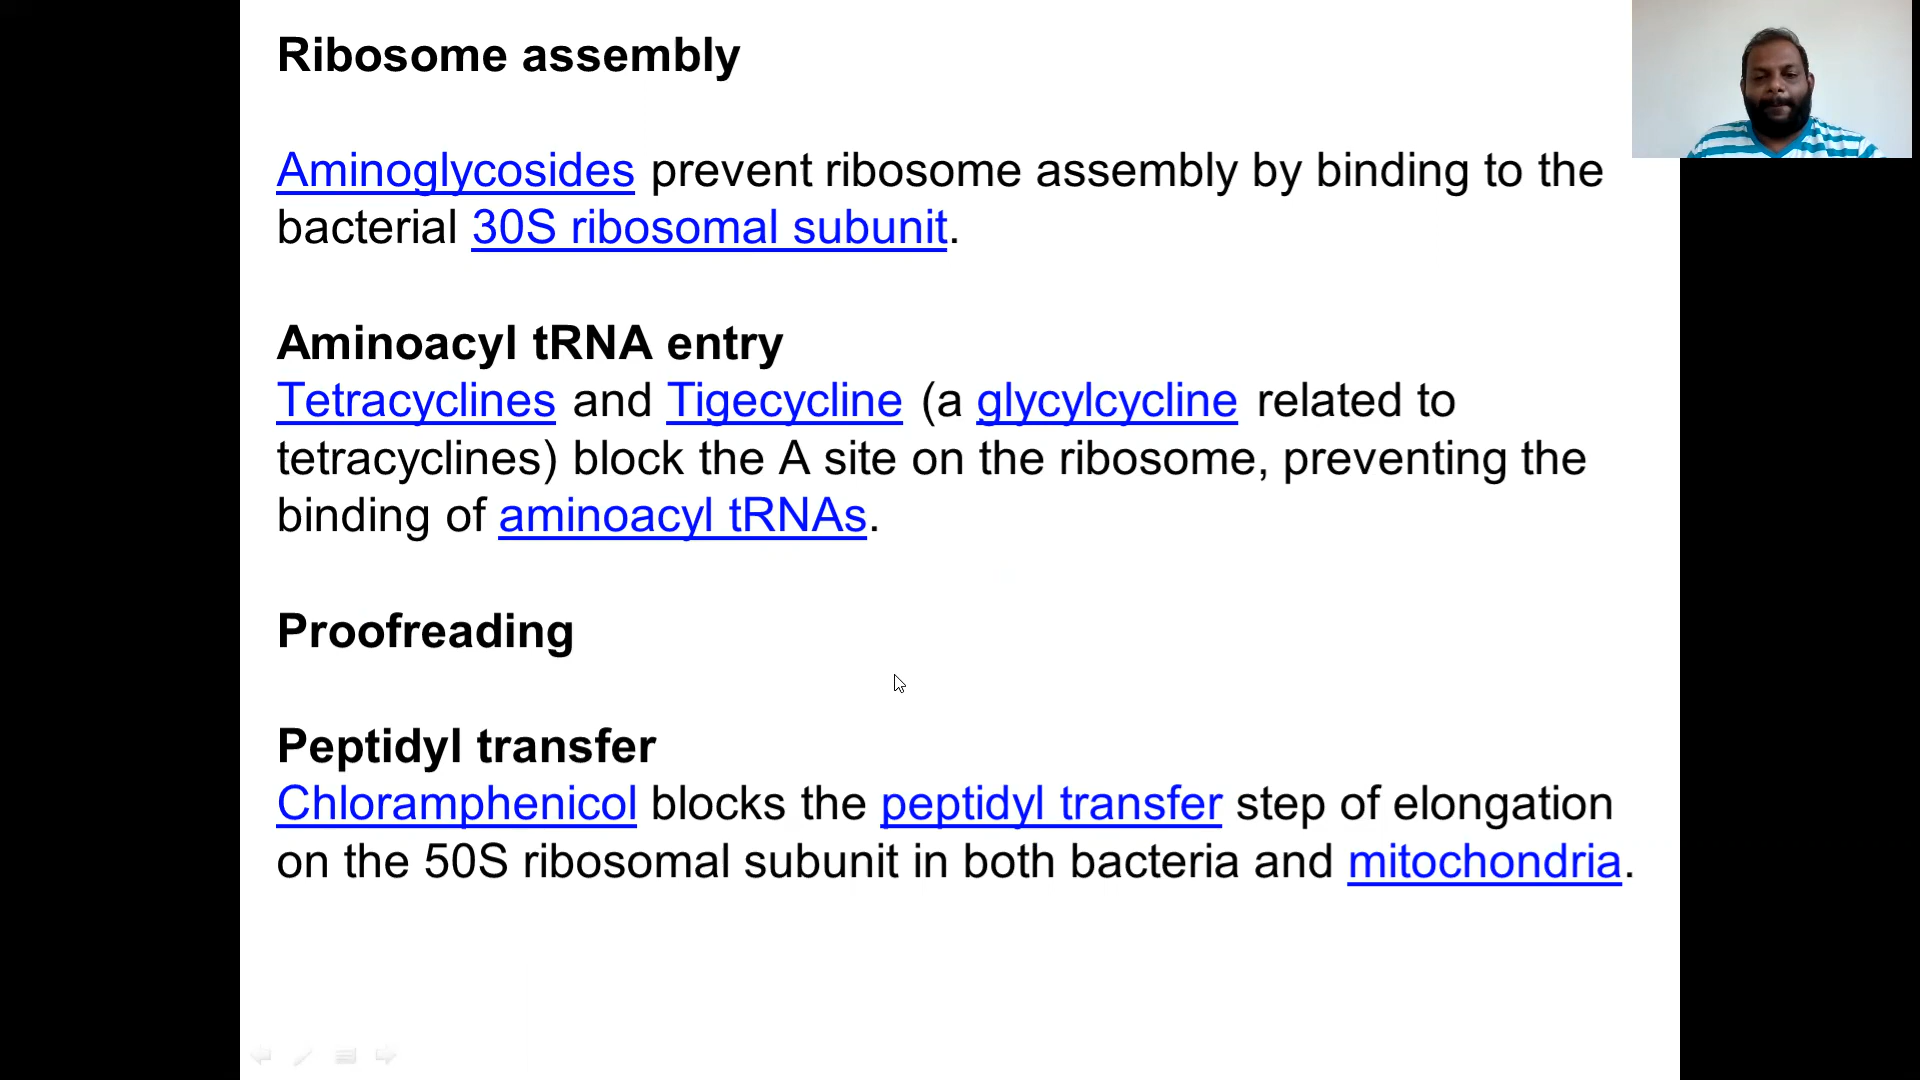 Ribosome assembly
Aminoglycosides prevent ribosome assembly by binding to the
bacterial 30S ribosomal subunit.
Aminoacyl tRNA entry
Tetracyclines and Tigecycline (a glycylcycline related to
tetracyclines) block the A site on the ribosome, preventing the
binding of aminoacyl tRNAs.
Proofreading
Peptidyl transfer
Chloramphenicol blocks the peptidyl transfer step of elongation
on the 50S ribosomal subunit in both bacteria and mitochondria.